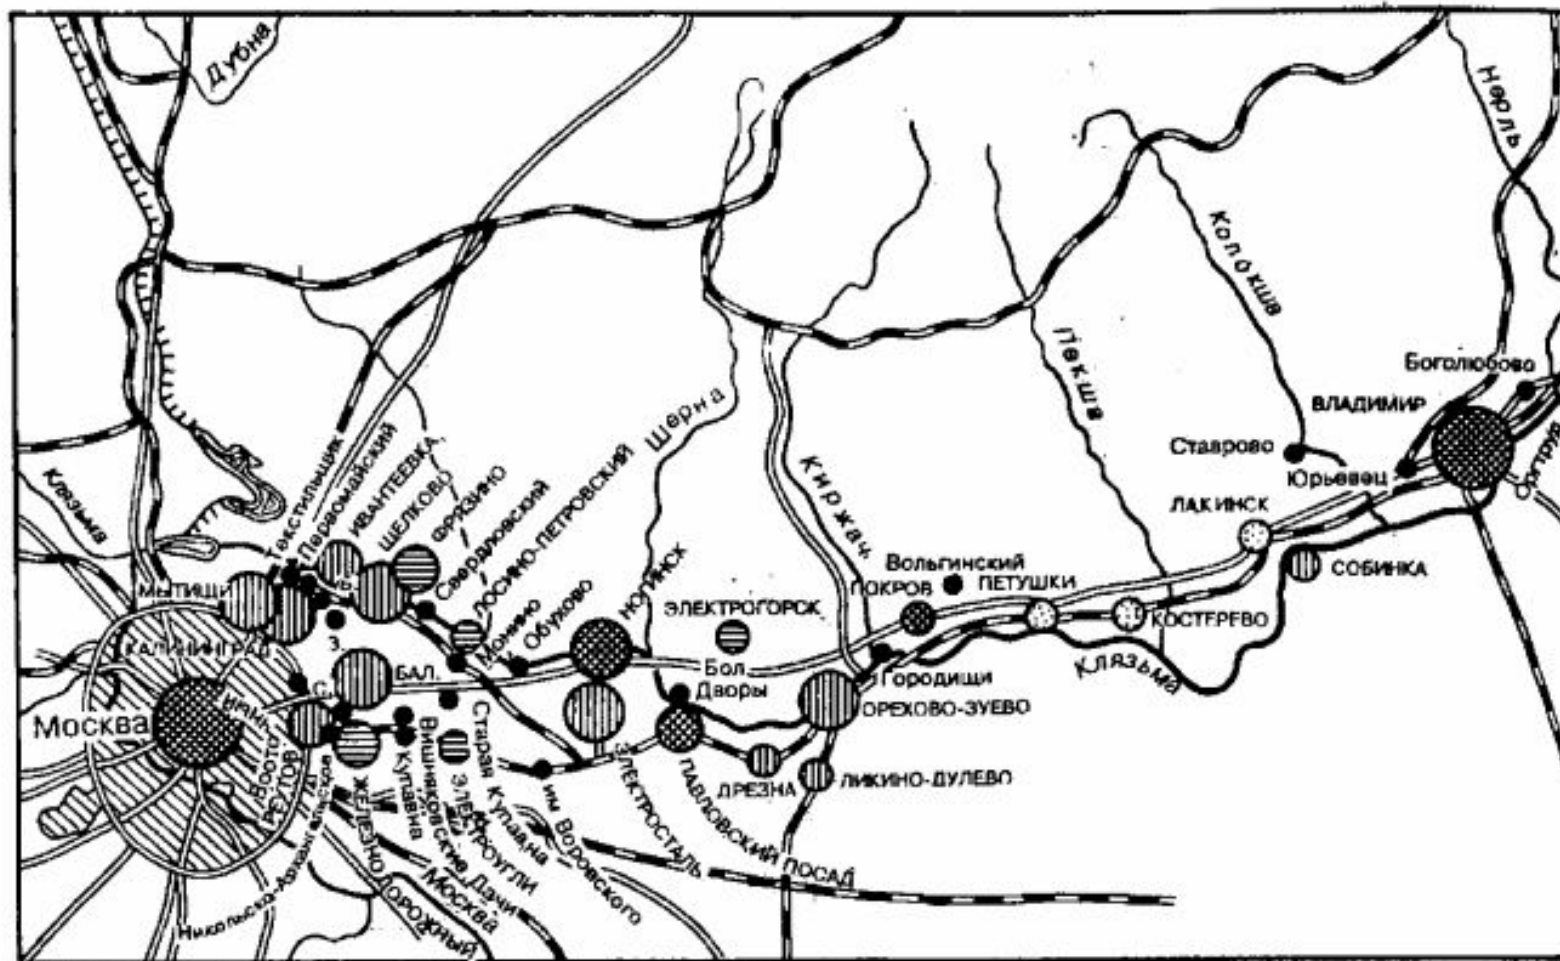 Дубна
Нерль
Колокша
Пекша
Боголюбово
ВЛАДИМИР
Ставрово
Юрьевец
ЛАКИНСК
СОБИНКА
Шерна
Киржач
Клязьма
Текстильщик
Первомайский
ИВАНТЕЕВКА,
ЩЕЛКОВО
ФРЯЗИНО
Свердловский
ЛОСИНО-ПЕТРОВСКИЙ
Монино
Обухово
НОГИНСК
ЭЛЕКТРОГОРСК
Вольгинский
ПОКРОВ
ПЕТУШКИ
КОСТЕРЕВО
Клязьма
МЫТИЩИ
КАЛИНИНГРАД
З.
БАЛ.
С.
Бол.
Дворы
Городищи
ОРЕХОВО-ЗУЕВО
Москва
РЕУТОВ
ДРЕЗНА
ЛИКИНО-ДУЛЕВО
Никольско-Архангельское
ЖЕЛЕЗНОДОРОЖНЫЙ
Купавна
Вишняковские Дачи
Москва
ЭЛЕКТРОУГЛИ
Старая Купавна
им Воровского
ЭЛЕКТРОСТАЛЬ
ПАВЛОВСКИЙ ПОСАД